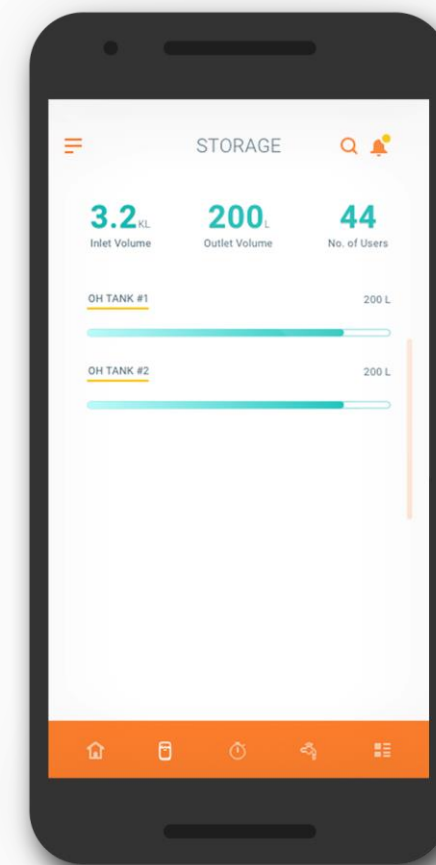 STORAGE
3.2KL 200L 44
Inlet Volume Outlet Volume No. of Users
OH TANK #1 200 L
OH TANK #2 200 L